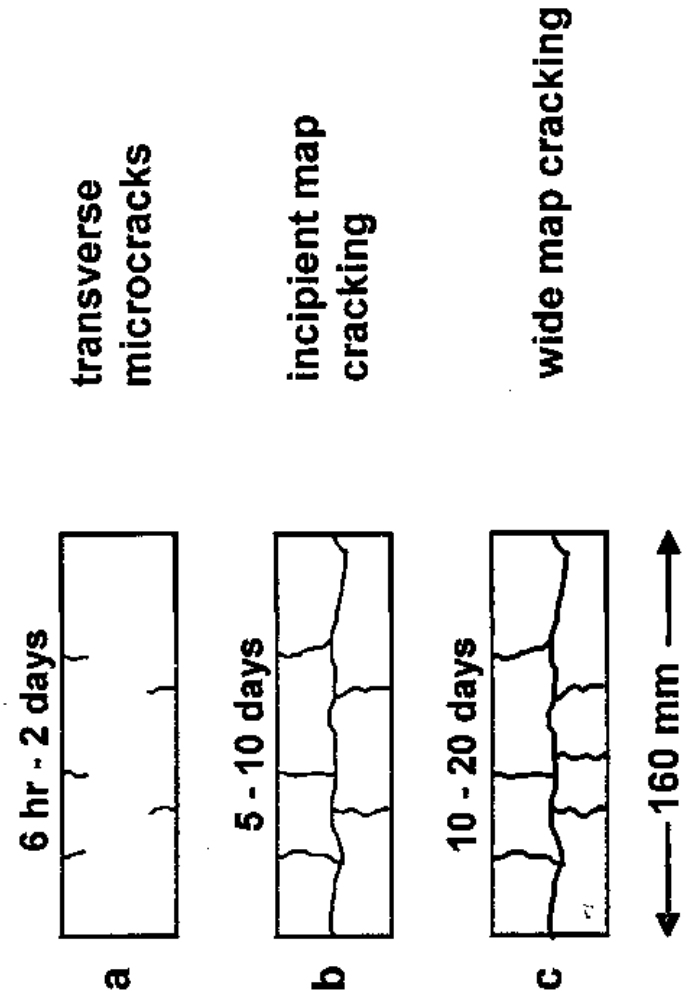 6 hr - 2 days
a
transverse
microcracks
5 - 10 days
b
incipient map
cracking
10 - 20 days
c
wide map cracking
160 mm